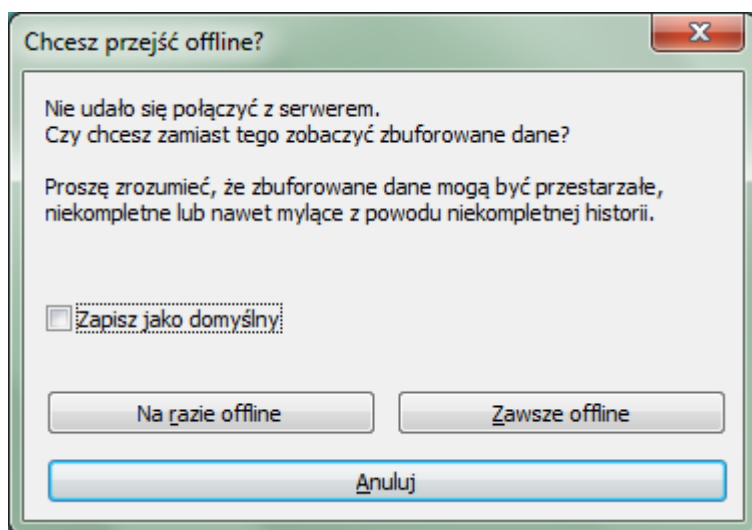 Chcesz przejść offline?
Nie udało się połączyć z serwerem.
Czy chcesz zamiast tego zobaczyć zbuforowane dane?
Proszę zrozumieć, że zbuforowane dane mogą być przestarzałe,
niekompletne lub nawet mylące z powodu niekompletnej historii.
Zapisz jako domyślny
Na razie offline
Zawsze offline
Anuluj